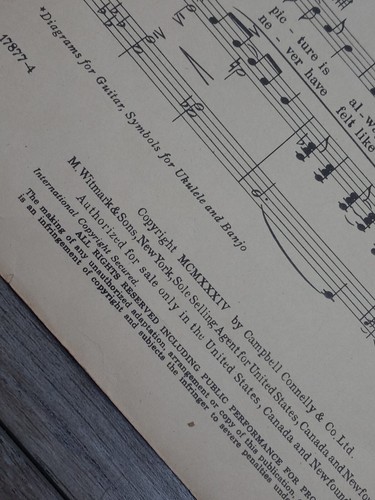 pic - ture is al - wa
ne - ver have felt like
17877-4
*Diagrams for Guitar, Symbols for Ukulele and Banjo
Copyright MCMXXXIV by Campbell Connelly & Co. Ltd.
M. Witmark & Sons, New York, Sole Selling Agent for United States, Canada and Newfo
Authorized for sale only in the United States, Canada and Newfoun
International Copyright Secured.
ALL RIGHTS RESERVED INCLUDING PUBLIC PERFORMANCE FOR PRO
The making of any unauthorized adaptation, arrangement or copy of this publication
is an infringement of copyright and subjects the infringer to severe penalties und